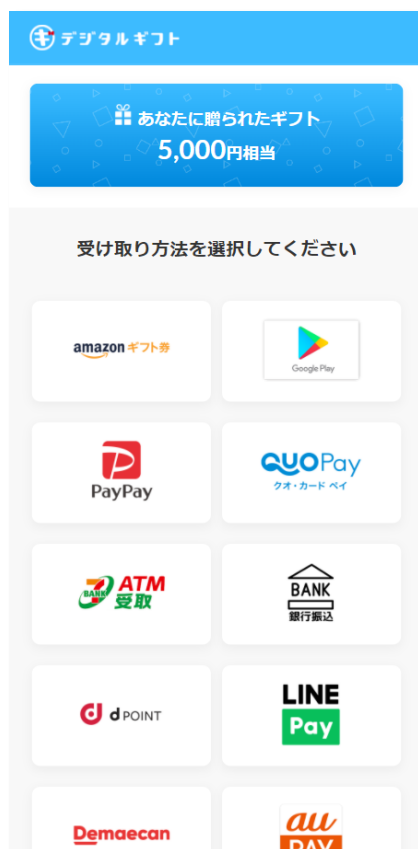 デジタルギフト
あなたに贈られたギフト
5,000円相当
受け取り方法を選択してください
amazon ギフト券
Google Play
PayPay
QUOPay
クオ・カード ペイ
7 BANK ATM
受取
BANK
銀行振込
d POINT
LINE
Pay
Demaecan
au
PAY